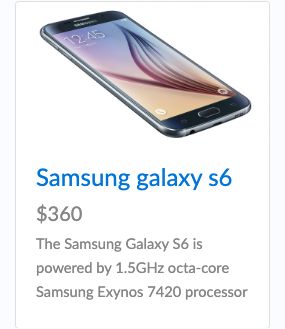 SAMSUNG
12:45
Samsung galaxy s6
$360
The Samsung Galaxy S6 is
powered by 1.5GHz octa-core
Samsung Exynos 7420 processor